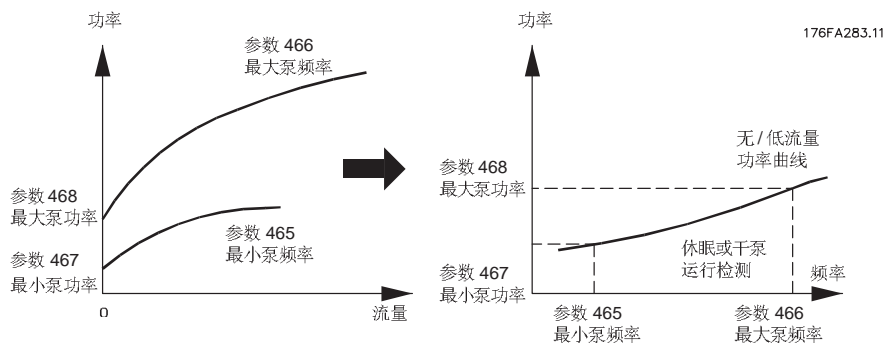 功率
参数 466
最大泵频率
参数 468
最大泵功率
参数 465
最小泵频率
参数 467
最小泵功率
0
流量
176FA283.11
功率
无/低流量
功率曲线
参数 468
最大泵功率
休眠或干泵
运行检测
参数 467
最小泵功率
频率
参数 465
最小泵频率
参数 466
最大泵频率